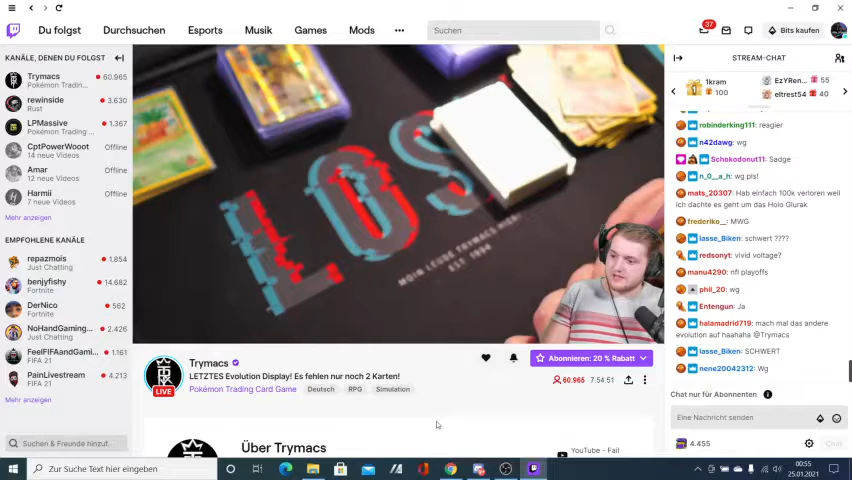 Du folgst
Durchsuchen
Esports
Musik
Games
Mods
Suchen
37
Bits kaufen
KANÄLE, DENEN DU FOLGST
Trymacs
60.965
Pokémon Tradin...
rewinside
3.630
Rust
LPMassive
1.367
Pokémon Trading ...
CptPowerWooot
Offline
14 neue Videos
Amar
Offline
12 neue Videos
Harmii
Offline
7 neue Videos
Mehr anzeigen
EMPFOHLENE KANÄLE
repazmois
1.854
Just Chatting
benjyfishy
14.682
Fortnite
DerNico
562
Fortnite
NoHandGaming...
2.426
Just Chatting
FeelFIFAandGami...
1.161
FIFA 21
PainLivestream
4.213
FIFA 21
Mehr anzeigen
Suchen & Freunde hinzuf.
LOS
MOIN LEUDE TRYMACS HIER
EST. 1994
LIVE
Trymacs
LETZTES Evolution Display! Es fehlen nur noch 2 Karten!
Pokémon Trading Card Game
Deutsch
RPG
Simulation
Abonnieren: 20 % Rabatt
60.965
7:54:51
Über Trymacs
YouTube - Fail
STREAM-CHAT
1
1kram
100
EzYRen...
55
eltrest54
40
robinderking111: reagier
n42dawg: wg
Schokodonut11: Sadge
n_0__a_h: wg pls!
mats_20307: Hab einfach 100k verloren weil
ich dachte es geht um das Holo Glurak
frederiko__: MWG
lasse_Biken: schwert ????
redsonyt: vivid voltage?
manu4290: nfl playoffs
phil_20: wg
Entengun: Ja
halamadrid719: mach mal das andere
evolution auf haahaha @Trymacs
lasse_Biken: SCHWERT
nene20042312: Wg
Chat nur für Abonnenten
Eine Nachricht senden
4.455
Chat
Zur Suche Text hier eingeben
00:55
25.01.2021